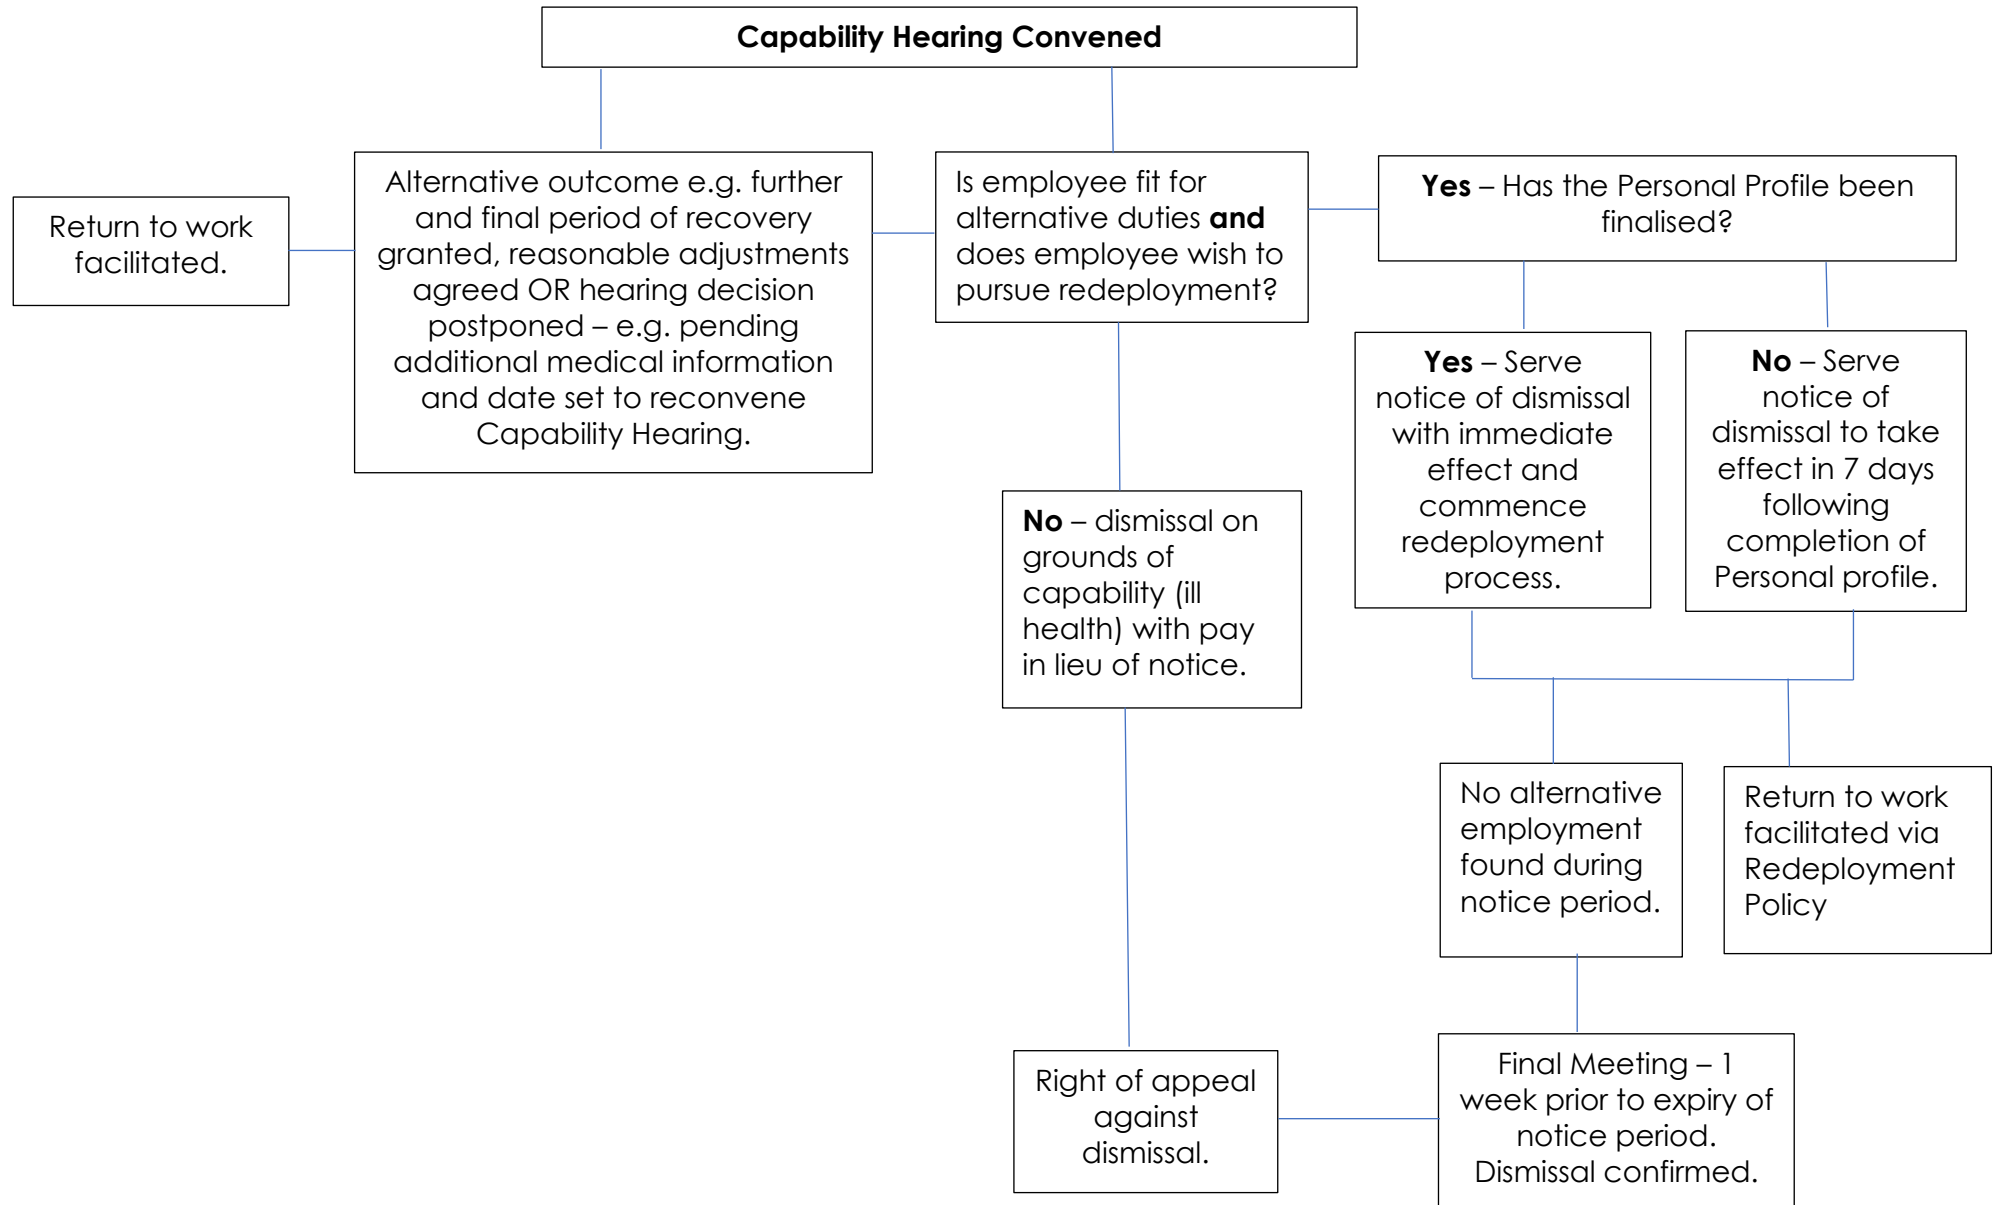 Capability Hearing Convened
Return to work
facilitated.
Alternative outcome e.g. further
and final period of recovery
granted, reasonable adjustments
agreed OR hearing decision
postponed – e.g. pending
additional medical information
and date set to reconvene
Capability Hearing.
Is employee fit for
alternative duties and
does employee wish to
pursue redeployment?
Yes – Has the Personal Profile been
finalised?
Yes – Serve
notice of dismissal
with immediate
effect and
commence
redeployment
process.
No – Serve
notice of
dismissal to take
effect in 7 days
following
completion of
Personal profile.
No – dismissal on
grounds of
capability (ill
health) with pay
in lieu of notice.
No alternative
employment
found during
notice period.
Return to work
facilitated via
Redeployment
Policy
Right of appeal
against
dismissal.
Final Meeting – 1
week prior to expiry of
notice period.
Dismissal confirmed.